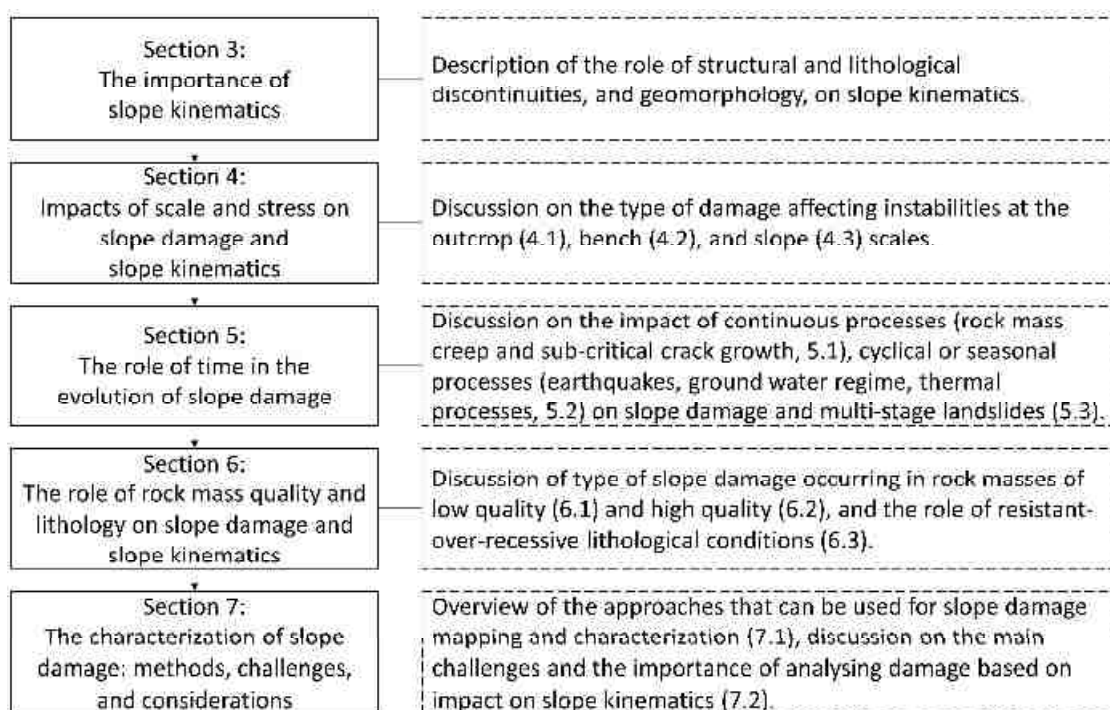 Section 3:
The importance of
slope kinematics
Description of the role of structural and lithological
discontinuities, and geomorphology, on slope kinematics.
Section 4:
Impacts of scale and stress on
slope damage and
slope kinematics
Discussion on the type of damage affecting instabilities at the
outcrop (4.1), bench (4.2), and slope (4.3) scales.
Section 5:
The role of time in the
evolution of slope damage
Discussion on the impact of continuous processes (rock mass
creep and sub-critical crack growth, 5.1), cyclical or seasonal
processes (earthquakes, ground water regime, thermal
processes, 5.2) on slope damage and multi-stage landslides (5.3).
Section 6:
The role of rock mass quality and
lithology on slope damage and
slope kinematics
Discussion of type of slope damage occurring in rock masses of
low quality (6.1) and high quality (6.2), and the role of resistant-
over-recessive lithological conditions (6.3).
Section 7:
The characterization of slope
damage: methods, challenges,
and considerations
Overview of the approaches that can be used for slope damage
mapping and characterization (7.1), discussion on the main
challenges and the importance of analysing damage based on
impact on slope kinematics (7.2).